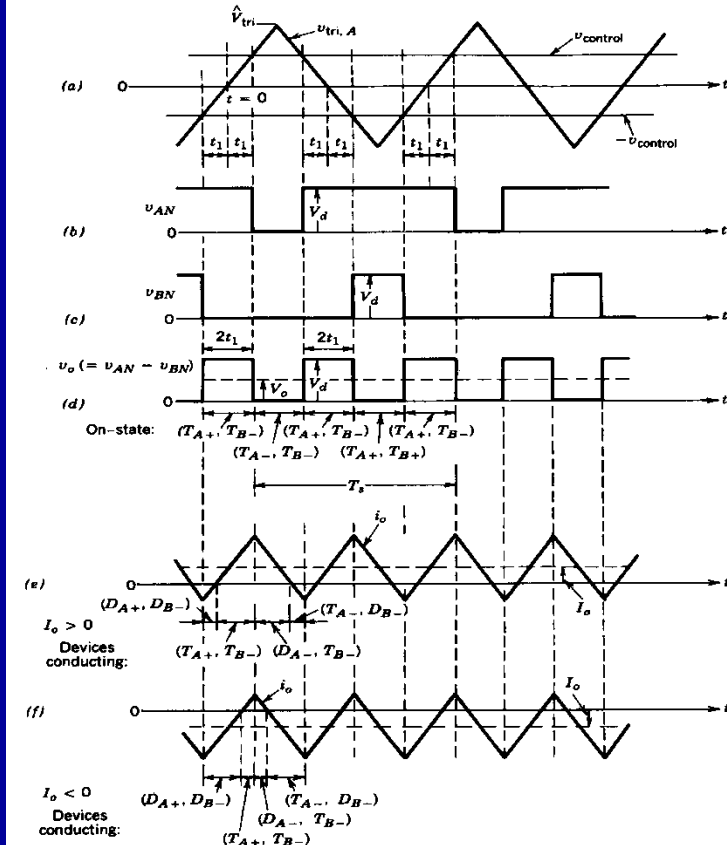 V̂tri
vtri, A
vcontrol
(a)
0
t = 0
t
−vcontrol
t1 t1 t1 t1 t1 t1
vAN
Vd
(b)
0
t
vBN
Vd
(c)
0
t
2t1 2t1
vo (= vAN − vBN)
Vo
Vd
(d)
0
t
On-state: (TA+, TB−) (TA+, TB−) (TA+, TB−)
(TA−, TB−) (TA+, TB+)
Ts
io
(e)
0
t
(DA+, DB−) (TA−, DB−)
Io
Io > 0
Devices
conducting:
(TA+, TB−) (DA−, TB−)
io
Io
(f)
0
t
Io < 0
Devices
conducting:
(DA+, DB−) (TA−, DB−)
(DA−, TB−)
(TA+, TB−)